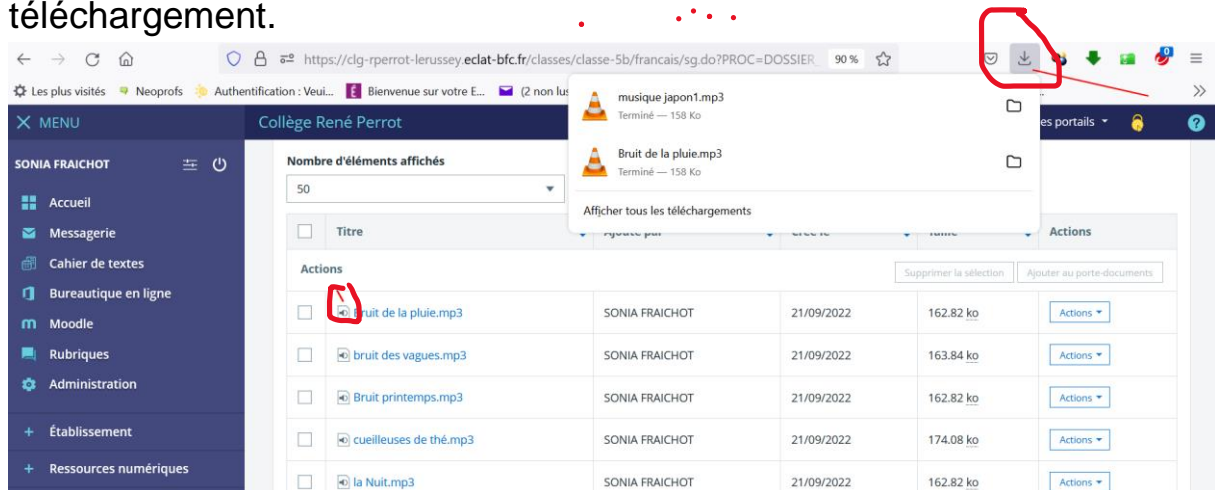 téléchargement.
https://clg-rperrot-lerussey.eclat-bfc.fr/classes/classe-5b/francais/sg.do?PROC=DOSSIER_ 90 %
Les plus visités Neoprofs Authentification : Veui... Bienvenue sur votre E... (2 non lus
musique japon1.mp3
Terminé — 158 Ko
Bruit de la pluie.mp3
Terminé — 158 Ko
Afficher tous les téléchargements
MENU Collège René Perrot es portails
SONIA FRAICHOT
Accueil
Messagerie
Cahier de textes
Bureautique en ligne
Moodle
Rubriques
Administration
+ Établissement
+ Ressources numériques
Nombre d'éléments affichés
50
Titre Ajouté par Créé le Taille Actions
Actions Supprimer la sélection Ajouter au porte-documents
Bruit de la pluie.mp3 SONIA FRAICHOT 21/09/2022 162.82 ko Actions
bruit des vagues.mp3 SONIA FRAICHOT 21/09/2022 163.84 ko Actions
Bruit printemps.mp3 SONIA FRAICHOT 21/09/2022 162.82 ko Actions
cueilleuses de thé.mp3 SONIA FRAICHOT 21/09/2022 174.08 ko Actions
la Nuit.mp3 SONIA FRAICHOT 21/09/2022 162.82 ko Actions